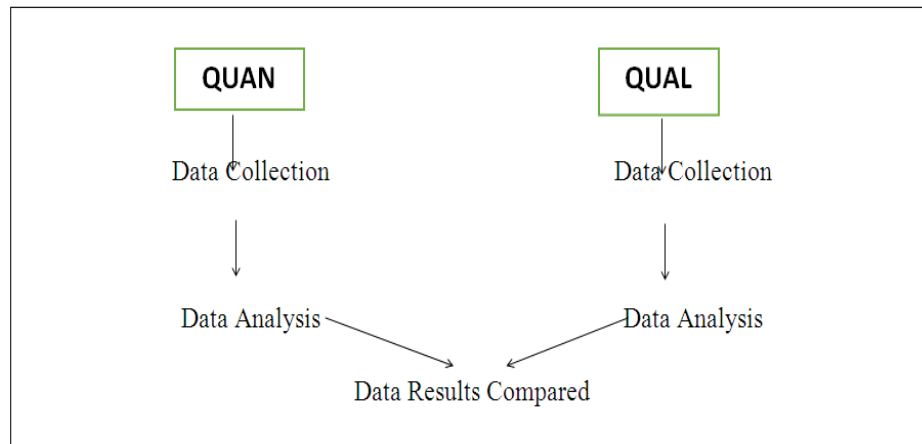 QUAN
QUAL
Data Collection
Data Collection
Data Analysis
Data Analysis
Data Results Compared